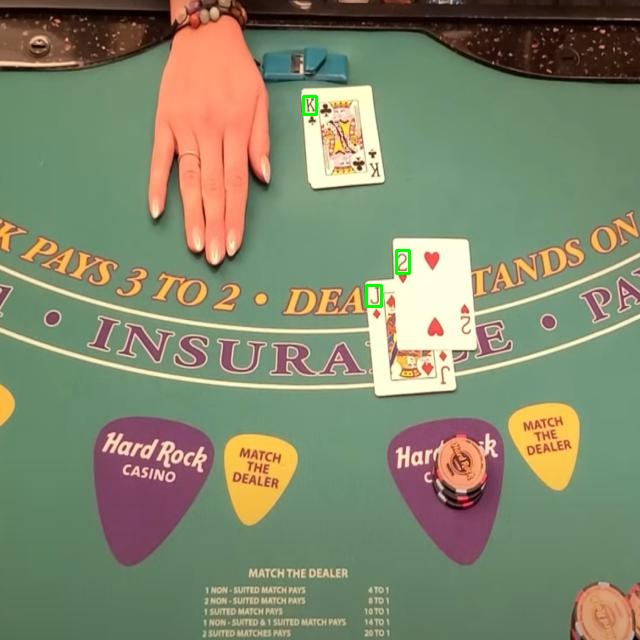 K
K
2
2
J
J
K PAYS 3 TO 2 • DEA
TANDS ON
• INSURA
E • PA
Hard Rock
CASINO
MATCH
THE
DEALER
Hard
k
C
MATCH
THE
DEALER
MATCH THE DEALER
1 NON - SUITED MATCH PAYS 4 TO 1
2 NON - SUITED MATCH PAYS 8 TO 1
1 SUITED MATCH PAYS 10 TO 1
1 NON - SUITED & 1 SUITED MATCH PAYS 14 TO 1
2 SUITED MATCHES PAYS 20 TO 1